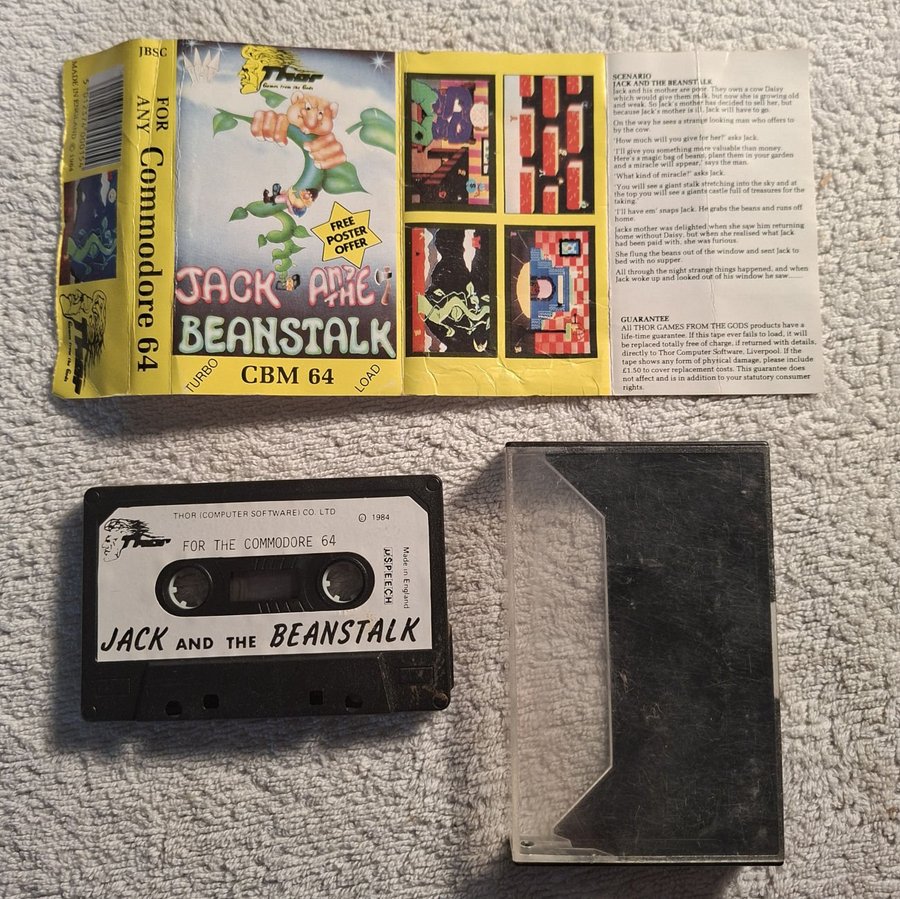 JBSC
MADE IN ENGLAND © 1984
FOR
ANY
Commodore 64
Thor
Games from the Gods
Thor
Games from the Gods
FREE
POSTER
OFFER
JACK AND
THE
BEANSTALK
TURBO
CBM 64
LOAD
SCENARIO
JACK AND THE BEANSTALK
Jack and his mother are poor. They own a cow Daisy
which would give them milk, but now she is growing old
and weak. So Jack's mother has decided to sell her, but
because Jack's mother is ill, Jack will have to go.
On the way he sees a strange looking man who offers to
by the cow.
'How much will you give for her?' asks Jack.
'I'll give you something more valuable than money.
Here's a magic bag of beans, plant them in your garden
and a miracle will appear,' says the man.
'What kind of miracle?' asks Jack.
'You will see a giant stalk stretching into the sky and at
the top you will see a giants castle full of treasures for the
taking.
'I'll have em' snaps Jack. He grabs the beans and runs off
home.
Jacks mother was delighted when she saw him returning
home without Daisy, but when she realised what Jack
had been paid with, she was furious.
She flung the beans out of the window and sent Jack to
bed with no supper.
All through the night strange things happened, and when
Jack woke up and looked out of his window he saw.......
GUARANTEE
All THOR GAMES FROM THE GODS products have a
life-time guarantee. If this tape ever fails to load, it will
be replaced totally free of charge, if returned with details,
directly to Thor Computer Software, Liverpool. If the
tape shows any form of physical damage, please include
£1.50 to cover replacement costs. This guarantee does
not affect and is in addition to your statutory consumer
rights.
THOR (COMPUTER SOFTWARE) CO. LTD
© 1984
Thor
FOR THE COMMODORE 64
Made in England
µSPEECH
JACK AND THE BEANSTALK